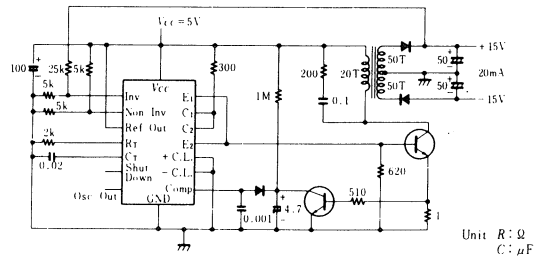 Vcc=5V
100
+
−
25k
5k
5k
5k
2k
0.02
Vcc
Inv
Non Inv
Ref Out
RT
CT
Shut Down
Osc Out
E1
C1
C2
E2
+ C.L.
− C.L.
Comp
GND
300
1M
200
0.1
20T
50T
50T
50
+
−
50
+
−
+15V
20mA
−15V
620
510
1
0.001
+
4.7
−
Unit R : Ω
C : μF